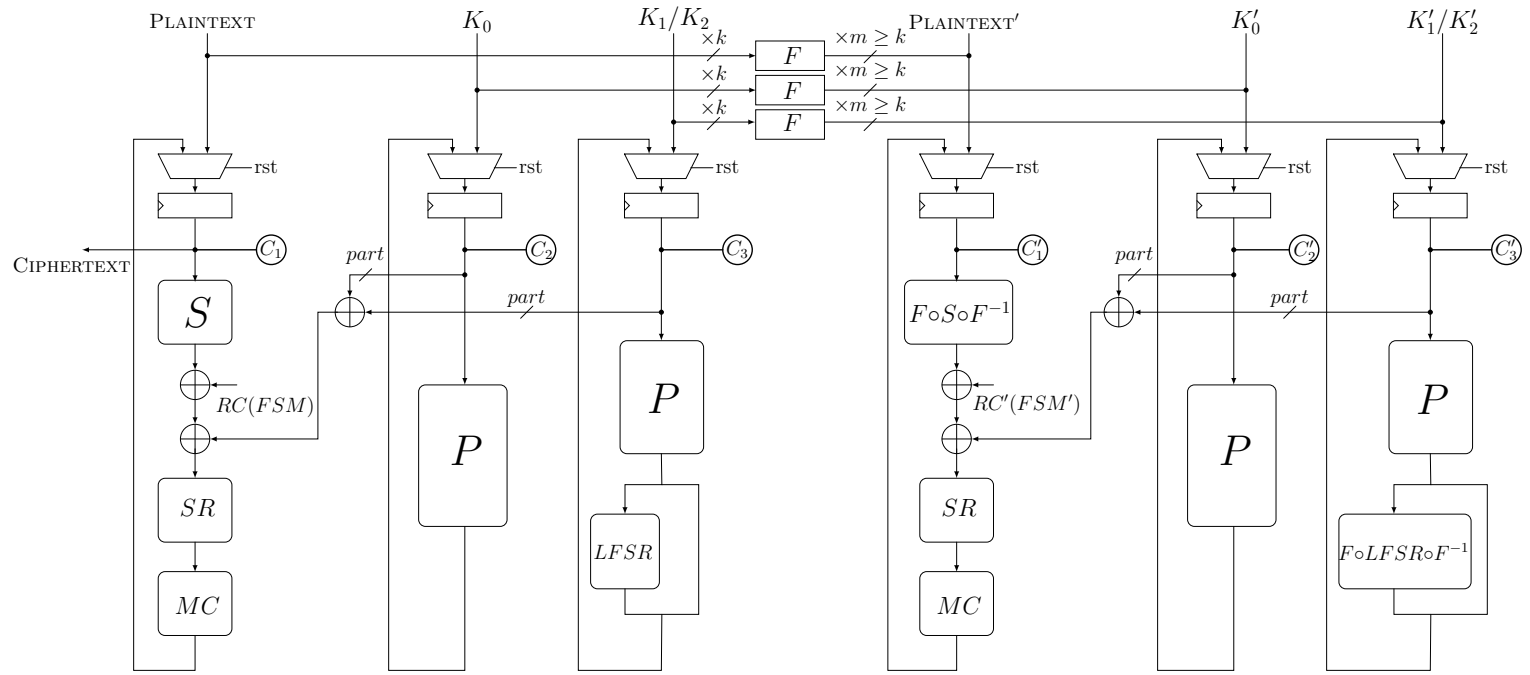 PLAINTEXT K₀ K₁/K₂ PLAINTEXT′ K′₀ K′₁/K′₂
×k F ×m ≥ k
×k F ×m ≥ k
×k F ×m ≥ k
rst rst rst rst rst rst
C₁ C₂ C₃ C′₁ C′₂ C′₃
CIPHERTEXT part part
part part
S F∘S∘F⁻¹
P P
RC(FSM) RC′(FSM′)
P P
SR SR
LFSR F∘LFSR∘F⁻¹
MC MC